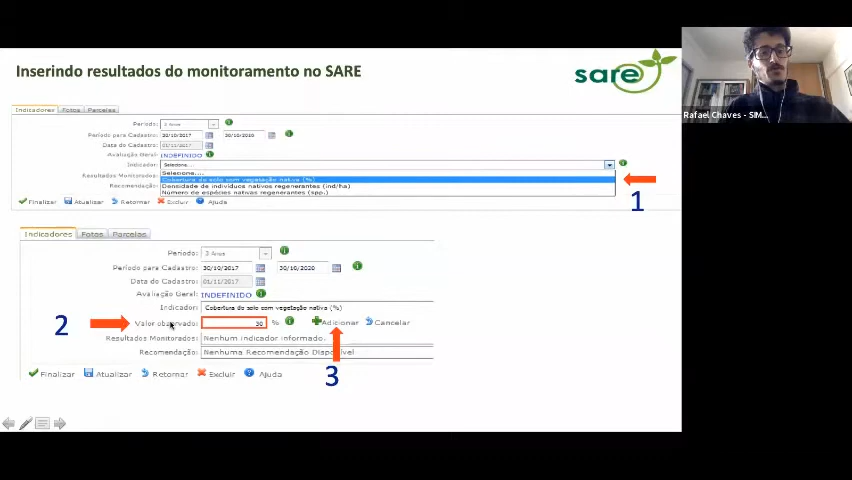 Inserindo resultados do monitoramento no SARE
sare
Rafael Chaves - SIM...
Indicadores Fotos Parcelas
Período: 3 Anos
Período para Cadastro: 30/10/2017 30/10/2020
Data do Cadastro: 01/11/2017
Avaliação Geral: INDEFINIDO
Indicador: Selecione...
Selecione...
Resultados Monitorados: Cobertura do solo com vegetação nativa (%)
Recomendação: Densidade de indivíduos nativos regenerantes (ind/ha)
Número de espécies nativas regenerantes (spp.)
Finalizar Atualizar Retornar Excluir Ajuda
1
Indicadores Fotos Parcelas
Período: 3 Anos
Período para Cadastro: 30/10/2017 30/10/2020
Data do Cadastro: 01/11/2017
Avaliação Geral: INDEFINIDO
Indicador: Cobertura do solo com vegetação nativa (%)
2 Valor observado: 30 % Adicionar Cancelar
Resultados Monitorados: Nenhum indicador informado.
Recomendação: Nenhuma Recomendação Disponível
3
Finalizar Atualizar Retornar Excluir Ajuda